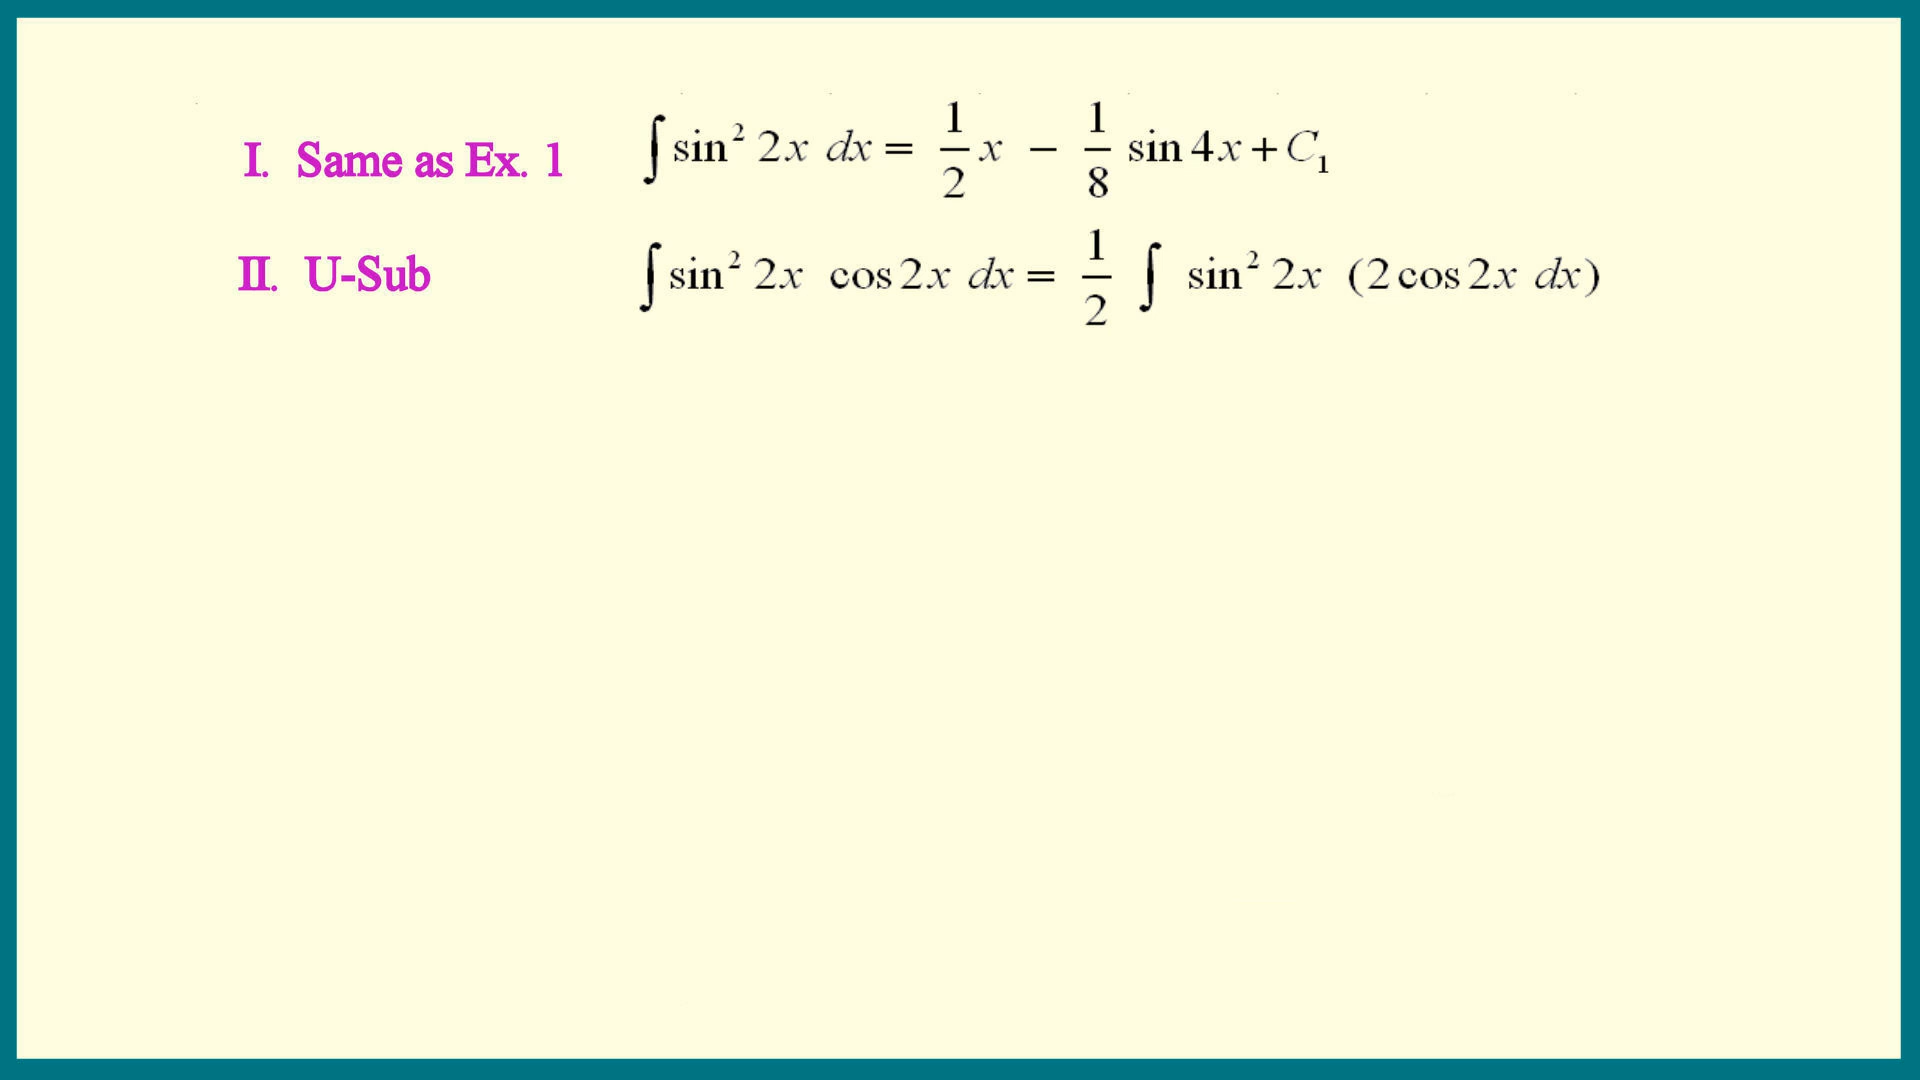 I. Same as Ex. 1 ∫ sin² 2x dx = 1/2 x − 1/8 sin 4x + C₁
II. U-Sub ∫ sin² 2x cos 2x dx = 1/2 ∫ sin² 2x (2 cos 2x dx)